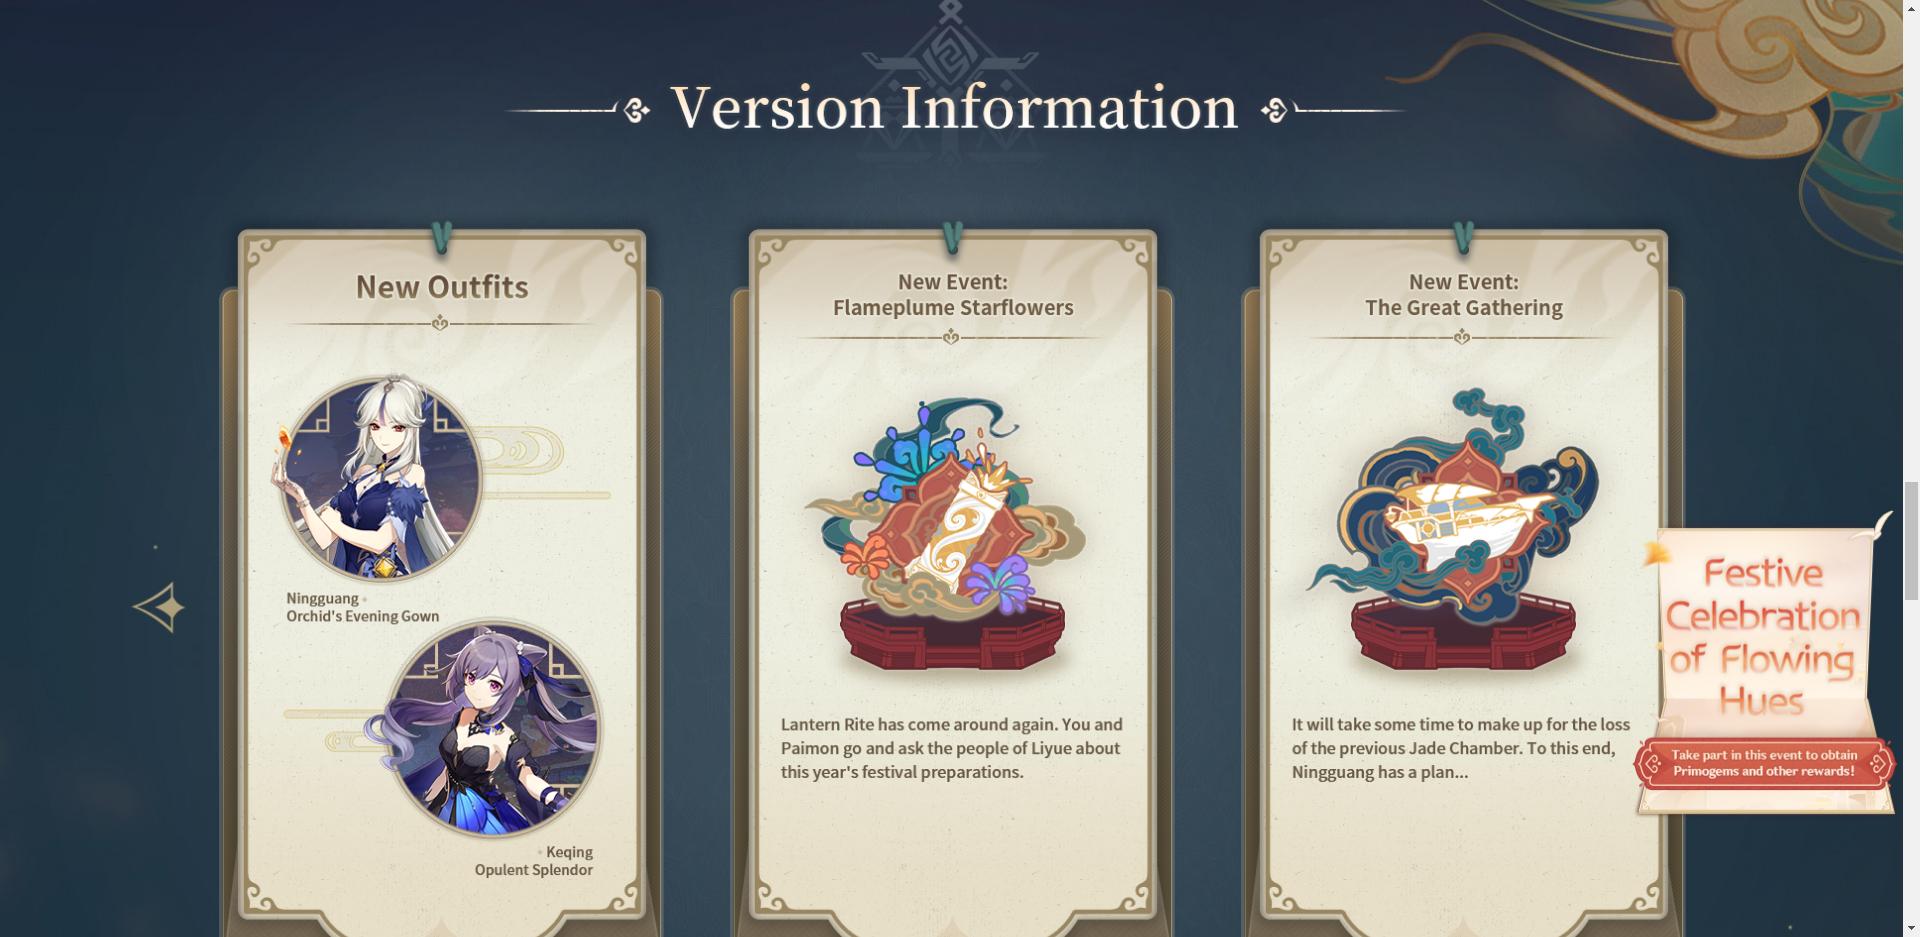 Version Information
New Outfits
Ningguang
Orchid's Evening Gown
Keqing
Opulent Splendor
New Event:
Flameplume Starflowers
Lantern Rite has come around again. You and
Paimon go and ask the people of Liyue about
this year's festival preparations.
New Event:
The Great Gathering
It will take some time to make up for the loss
of the previous Jade Chamber. To this end,
Ningguang has a plan...
Festive
Celebration
of Flowing
Hues
Take part in this event to obtain
Primogems and other rewards!